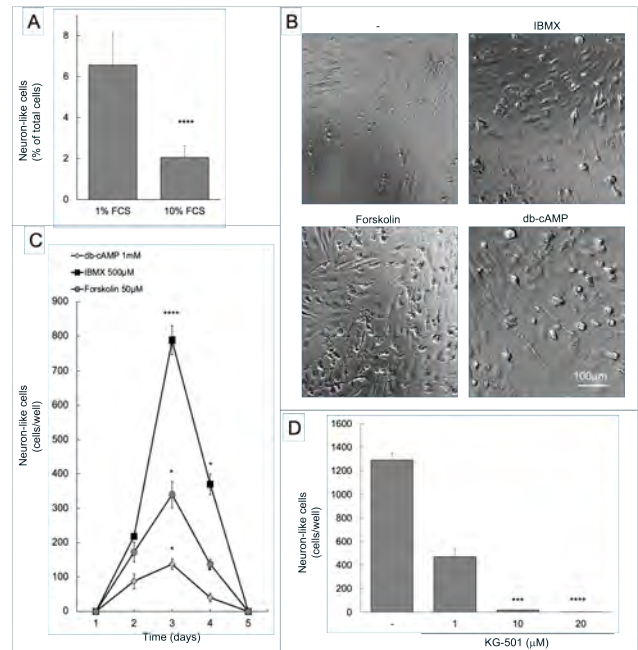 A
Neuron-like cells
(% of total cells)
8
6
4
2
0
****
1% FCS 10% FCS
B
- IBMX
Forskolin db-cAMP
100µm
C
db-cAMP 1mM
IBMX 500µM
Forskolin 50µM
Neuron-like cells
(cells/well)
900
800
700
600
500
400
300
200
100
0
****
* *
*
1 2 3 4 5
Time (days)
D
Neuron-like cells
(cells/well)
1600
1400
1200
1000
800
600
400
200
0
*** ****
- 1 10 20
KG-501 (µM)